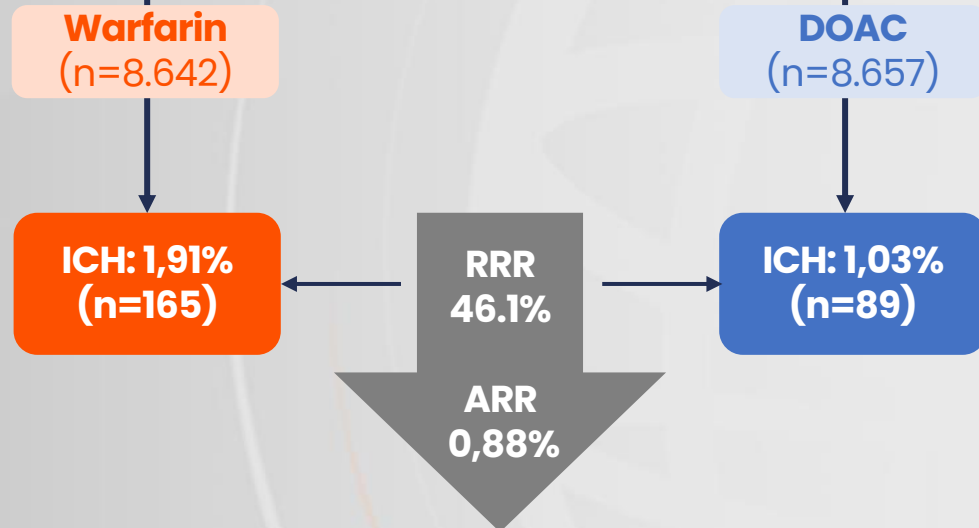 Warfarin
(n=8.642)
DOAC
(n=8.657)
ICH: 1,91%
(n=165)
RRR
46.1%
ARR
0,88%
ICH: 1,03%
(n=89)